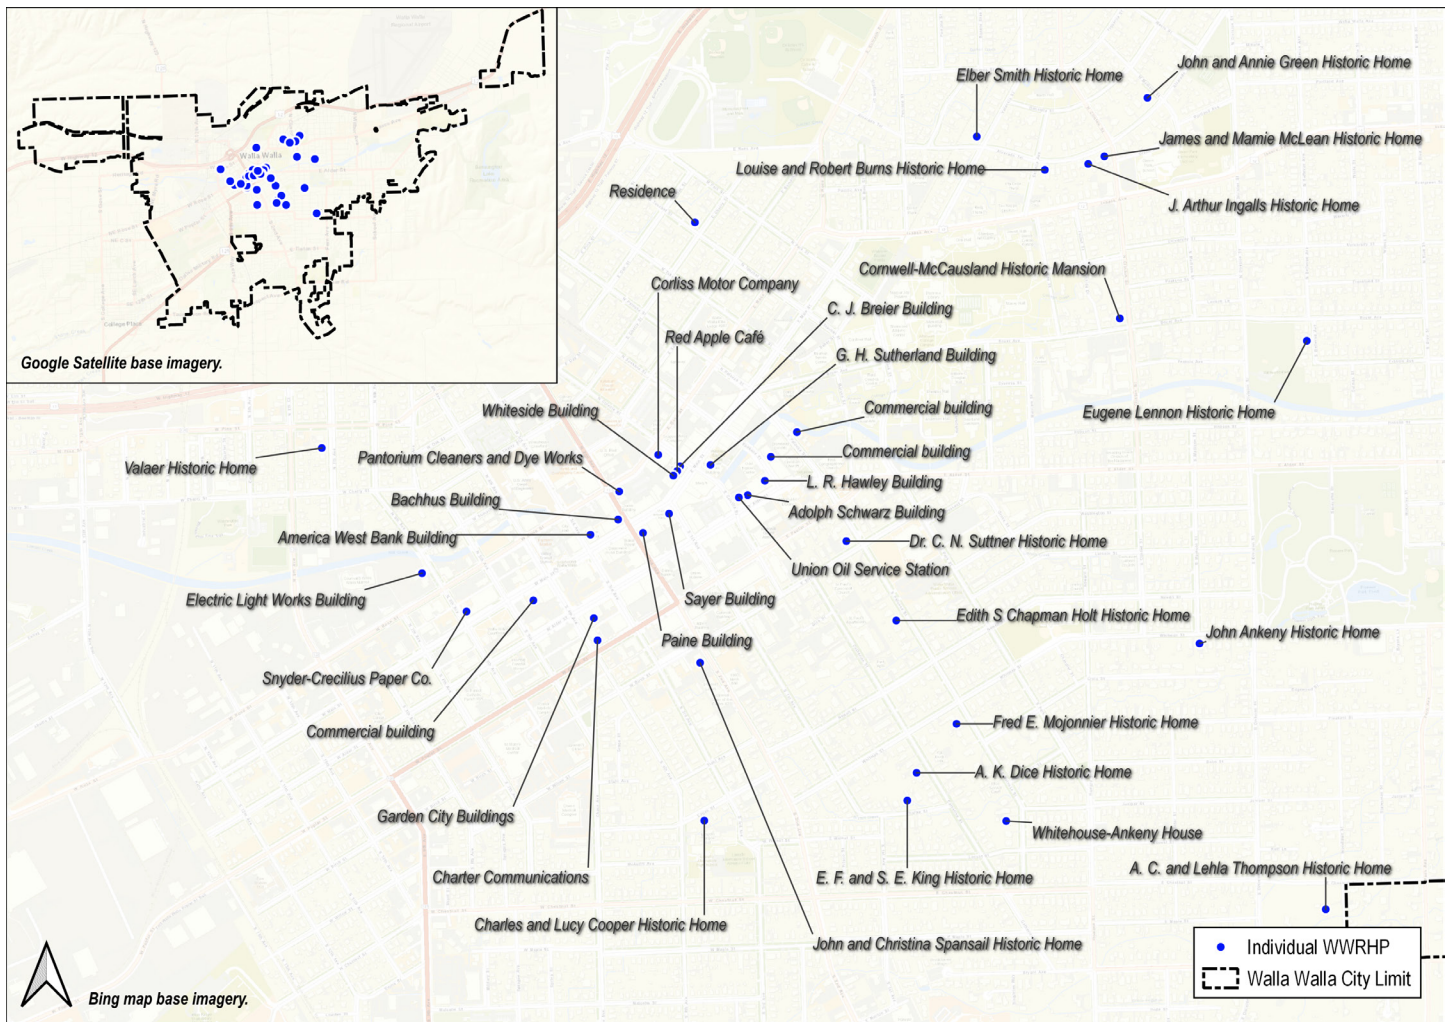 John and Annie Green Historic Home
Elber Smith Historic Home
James and Mamie McLean Historic Home
Louise and Robert Burns Historic Home
Walla Walla
Residence
J. Arthur Ingalls Historic Home
Cornwell-McCausland Historic Mansion
Corliss Motor Company
C. J. Breier Building
College Place
Red Apple Café
G. H. Sutherland Building
Google Satellite base imagery.
Whiteside Building
Commercial building
Eugene Lennon Historic Home
Valaer Historic Home
Pantorium Cleaners and Dye Works
Commercial building
L. R. Hawley Building
Bachhus Building
Adolph Schwarz Building
America West Bank Building
Dr. C. N. Suttner Historic Home
Union Oil Service Station
Electric Light Works Building
Sayer Building
Edith S Chapman Holt Historic Home
John Ankeny Historic Home
Paine Building
Snyder-Crecilius Paper Co.
Commercial building
Fred E. Mojonnier Historic Home
A. K. Dice Historic Home
Garden City Buildings
Whitehouse-Ankeny House
Charter Communications
E. F. and S. E. King Historic Home
A. C. and Lehla Thompson Historic Home
Charles and Lucy Cooper Historic Home
John and Christina Spansail Historic Home
Individual WWRHP
Walla Walla City Limit
Bing map base imagery.